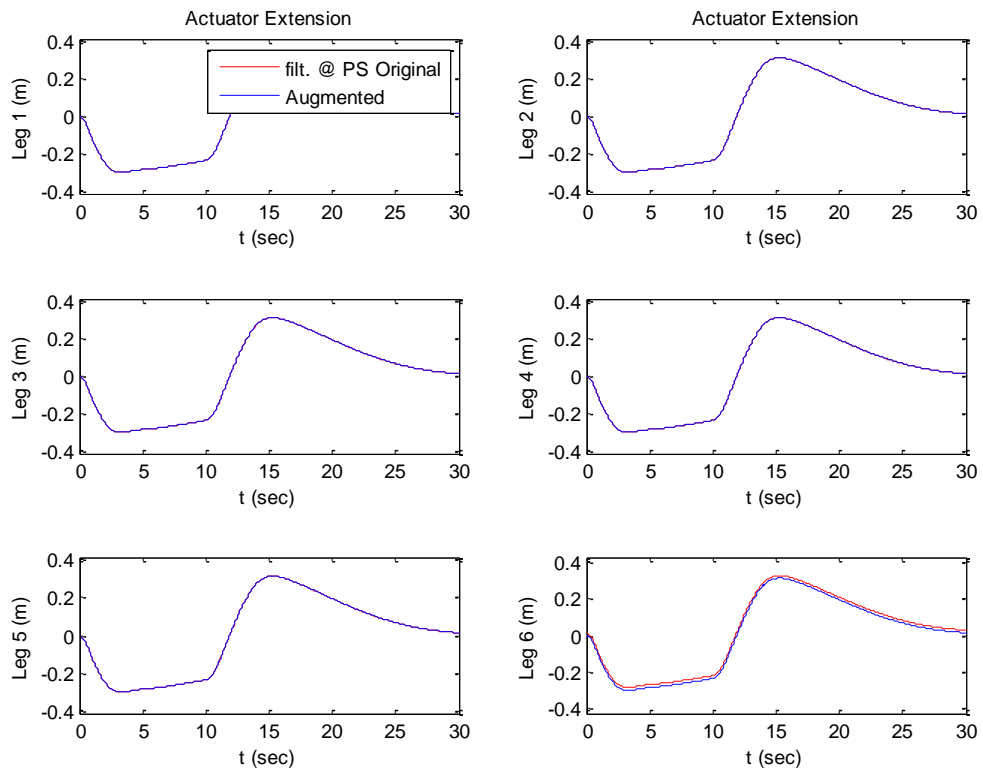 Actuator Extension
0.4
0.2
0
-0.2
-0.4
Leg 1 (m)
filt. @ PS Original
Augmented
0 5 10 15 20 25 30
t (sec)
Actuator Extension
0.4
0.2
0
-0.2
-0.4
Leg 2 (m)
0 5 10 15 20 25 30
t (sec)
0.4
0.2
0
-0.2
-0.4
Leg 3 (m)
0 5 10 15 20 25 30
t (sec)
0.4
0.2
0
-0.2
-0.4
Leg 4 (m)
0 5 10 15 20 25 30
t (sec)
0.4
0.2
0
-0.2
-0.4
Leg 5 (m)
0 5 10 15 20 25 30
t (sec)
0.4
0.2
0
-0.2
-0.4
Leg 6 (m)
0 5 10 15 20 25 30
t (sec)